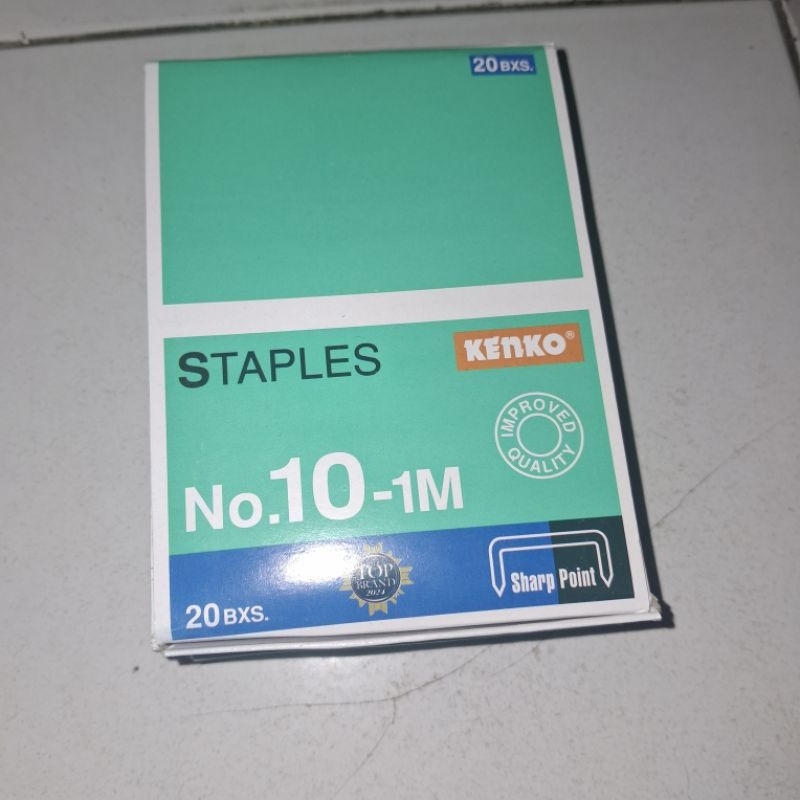 20 BXS.
STAPLES
KENKO®
IMPROVED
QUALITY
No.10-1M
TOP
BRAND
2024
Sharp Point
20 BXS.